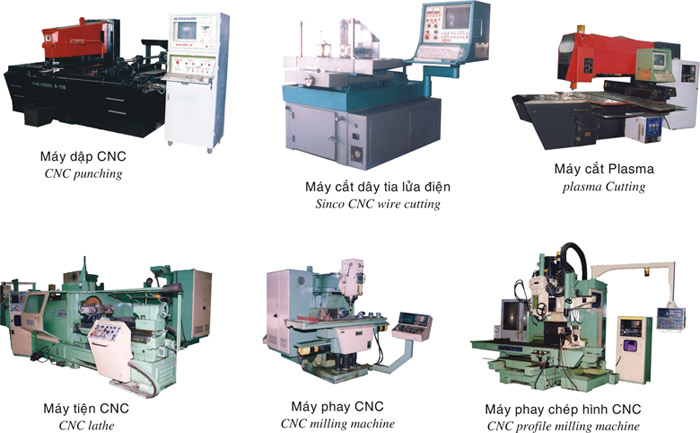 Máy dập CNC
CNC punching
Máy cắt dây tia lửa điện
Sinco CNC wire cutting
Máy cắt Plasma
plasma Cutting
Máy tiện CNC
CNC lathe
Máy phay CNC
CNC milling machine
Máy phay chép hình CNC
CNC profile milling machine